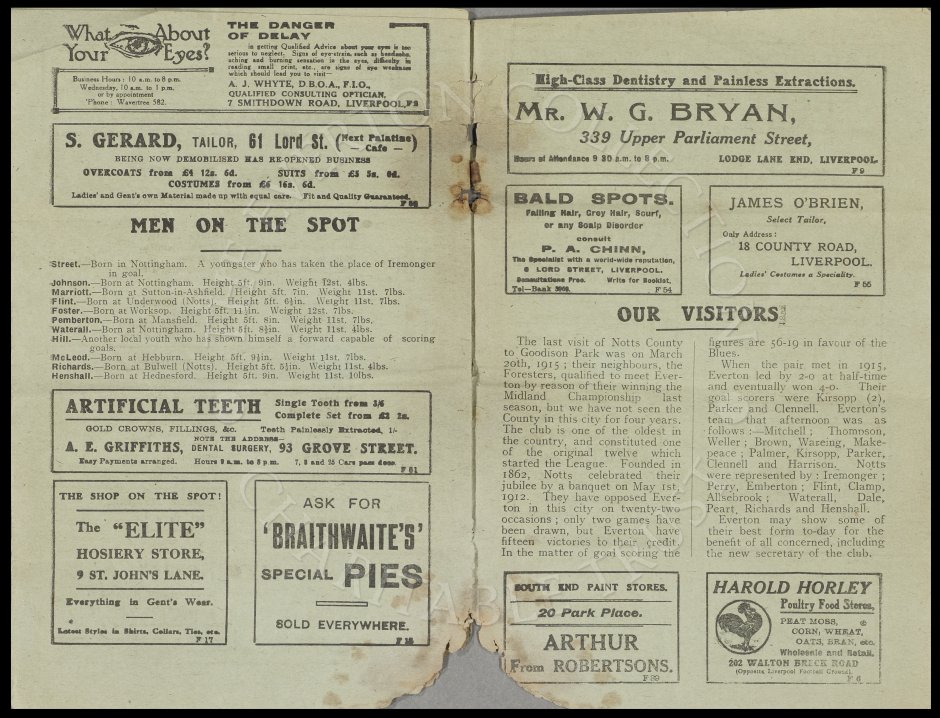 What About
Your Eyes?
Business Hours: 10 a.m. to 8 p.m.
Wednesday, 10 a.m. to 1 p.m.
or by appointment
'Phone: Wavertree 582.
THE DANGER
OF DELAY
in getting Qualified Advice about your eyes is too
serious to neglect. Signs of eye-strain, such as headache,
aching and burning sensation in the eyes, difficulty in
reading small print, etc., are signs of eye weakness
which should lead you to visit—
A. J. WHYTE, D.B.O.A., F.I.O.,
QUALIFIED CONSULTING OPTICIAN,
7 SMITHDOWN ROAD, LIVERPOOL,
S. GERARD, TAILOR, 61 Lord St. (Next Palatine
— Cafe —)
BEING NOW DEMOBILISED HAS RE-OPENED BUSINESS
OVERCOATS from £4 12s. 6d. SUITS from £5 5s. 0d.
COSTUMES from £6 16s. 6d.
Ladies' and Gent's own Material made up with equal care. Fit and Quality Guaranteed.
MEN ON THE SPOT
Street.—Born in Nottingham. A youngster who has taken the place of Iremonger
in goal.
Johnson.—Born at Nottingham. Height 5ft. 9in. Weight 12st. 4lbs.
Marriott.—Born at Sutton-in-Ashfield. Height 5ft. 7in. Weight 11st. 7lbs.
Flint.—Born at Underwood (Notts). Height 5ft. 6½in. Weight 11st. 7lbs.
Foster.—Born at Worksop. Height 5ft. 11½in. Weight 12st. 7lbs.
Pemberton.—Born at Mansfield. Height 5ft. 8in. Weight 11st. 7lbs.
Waterall.—Born at Nottingham. Height 5ft. 8½in. Weight 11st. 4lbs.
Hill.—Another local youth who has shown himself a forward capable of scoring
goals.
McLeod.—Born at Hebburn. Height 5ft. 9½in. Weight 11st. 7lbs.
Richards.—Born at Bulwell (Notts). Height 5ft. 5½in. Weight 11st. 4lbs.
Henshall.—Born at Hednesford. Height 5ft. 9in. Weight 11st. 10lbs.
ARTIFICIAL TEETH Single Tooth from 3/6
Complete Set from £2 2s.
GOLD CROWNS, FILLINGS, &c. Teeth Painlessly Extracted, 1/-
NOTE THE ADDRESS—
A. E. GRIFFITHS, DENTAL SURGERY, 93 GROVE STREET.
Easy Payments arranged. Hours 9 a.m. to 8 p.m. 7, 8 and 25 Cars pass door.
F 61
THE SHOP ON THE SPOT!
The "ELITE"
HOSIERY STORE,
9 ST. JOHN'S LANE.
Everything in Gent's Wear.
Latest Styles in Shirts, Collars, Ties, etc.
F 17
ASK FOR
'BRAITHWAITE'S'
SPECIAL PIES
SOLD EVERYWHERE.
High-Class Dentistry and Painless Extractions.
MR. W. G. BRYAN,
339 Upper Parliament Street,
Hours of Attendance 9 30 a.m. to 8 p.m. LODGE LANE END, LIVERPOOL.
F 9
BALD SPOTS.
Falling Hair, Grey Hair, Scurf,
or any Scalp Disorder
consult
P. A. CHINN,
The Specialist with a world-wide reputation,
6 LORD STREET, LIVERPOOL.
Consultations Free. Write for Booklet.
Tel—Bank F 54
JAMES O'BRIEN,
Select Tailor,
Only Address:
18 COUNTY ROAD,
LIVERPOOL.
Ladies' Costumes a Speciality.
F 55
OUR VISITORS
The last visit of Notts County
to Goodison Park was on March
20th, 1915; their neighbours, the
Foresters, qualified to meet Ever-
ton by reason of their winning the
Midland Championship last
season, but we have not seen the
County in this city for four years.
The club is one of the oldest in
the country, and constituted one
of the original twelve which
started the League. Founded in
1862, Notts celebrated their
jubilee by a banquet on May 1st,
1912. They have opposed Ever-
ton in this city on twenty-two
occasions; only two games have
been drawn, but Everton have
fifteen victories to their credit.
In the matter of goal scoring the
figures are 56-19 in favour of the
Blues.
When the pair met in 1915,
Everton led by 2-0 at half-time
and eventually won 4-0. Their
goal scorers were Kirsopp (2),
Parker and Clennell. Everton's
team that afternoon was as
follows:—Mitchell; Thompson,
Weller; Brown, Wareing, Make-
peace; Palmer, Kirsopp, Parker,
Clennell and Harrison. Notts
were represented by: Iremonger;
Perry, Emberton; Flint, Clamp,
Allsebrook; Waterall, Dale,
Peart, Richards and Henshall.
Everton may show some of
their best form to-day for the
benefit of all concerned, including
the new secretary of the club.
SOUTH END PAINT STORES.
20 Park Place.
ARTHUR
From ROBERTSONS.
HAROLD HORLEY
Poultry Food Stores,
PEAT MOSS,
CORN, WHEAT,
OATS, BRAN, etc.
Wholesale and Retail.
202 WALTON BRECK ROAD
(Opposite Liverpool Football Ground).
F 6